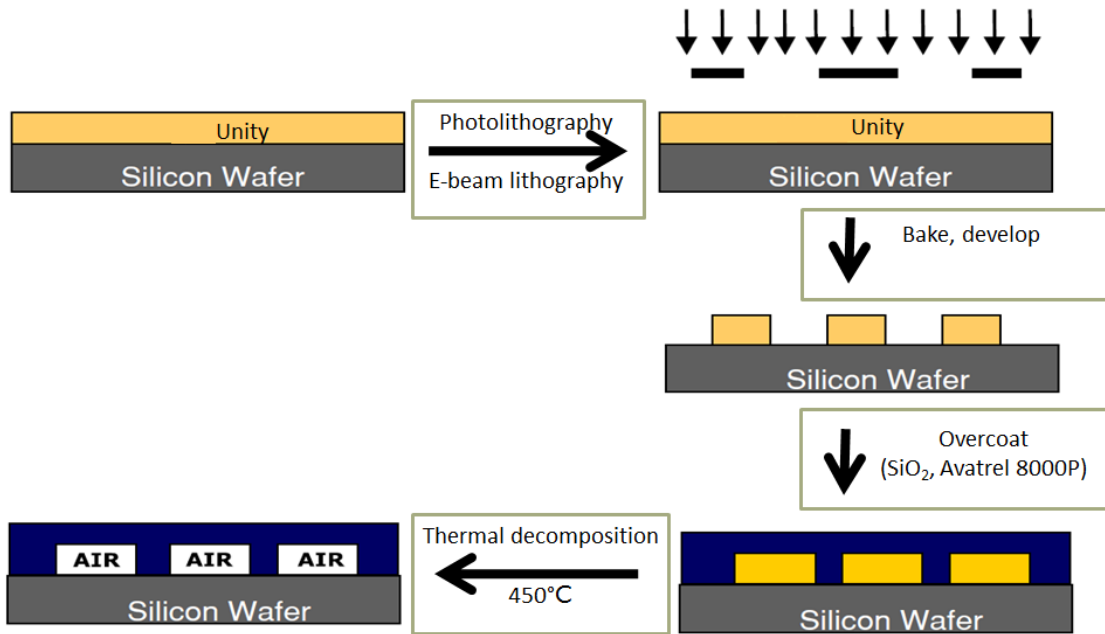 Unity
Silicon Wafer
Photolithography
E-beam lithography
Unity
Silicon Wafer
Bake, develop
Silicon Wafer
Overcoat
(SiO₂, Avatrel 8000P)
Silicon Wafer
Thermal decomposition
450°C
AIR AIR AIR
Silicon Wafer